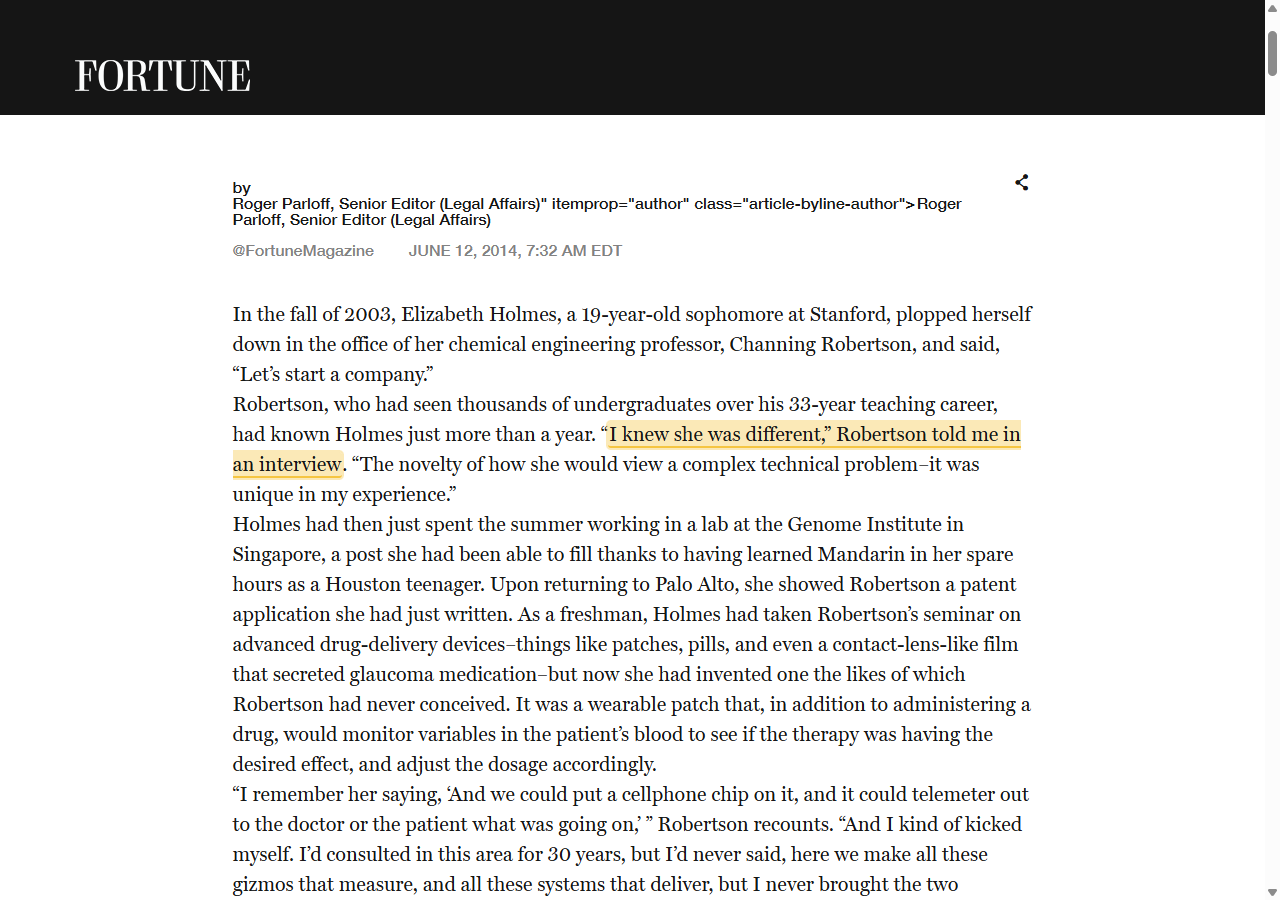 FORTUNE
by
Roger Parloff, Senior Editor (Legal Affairs)" itemprop="author" class="article-byline-author">Roger
Parloff, Senior Editor (Legal Affairs)
@FortuneMagazine JUNE 12, 2014, 7:32 AM EDT
In the fall of 2003, Elizabeth Holmes, a 19-year-old sophomore at Stanford, plopped herself
down in the office of her chemical engineering professor, Channing Robertson, and said,
“Let’s start a company.”
Robertson, who had seen thousands of undergraduates over his 33-year teaching career,
had known Holmes just more than a year. “I knew she was different,” Robertson told me in
an interview. “The novelty of how she would view a complex technical problem–it was
unique in my experience.”
Holmes had then just spent the summer working in a lab at the Genome Institute in
Singapore, a post she had been able to fill thanks to having learned Mandarin in her spare
hours as a Houston teenager. Upon returning to Palo Alto, she showed Robertson a patent
application she had just written. As a freshman, Holmes had taken Robertson’s seminar on
advanced drug-delivery devices–things like patches, pills, and even a contact-lens-like film
that secreted glaucoma medication–but now she had invented one the likes of which
Robertson had never conceived. It was a wearable patch that, in addition to administering a
drug, would monitor variables in the patient’s blood to see if the therapy was having the
desired effect, and adjust the dosage accordingly.
“I remember her saying, ‘And we could put a cellphone chip on it, and it could telemeter out
to the doctor or the patient what was going on,’ ” Robertson recounts. “And I kind of kicked
myself. I’d consulted in this area for 30 years, but I’d never said, here we make all these
gizmos that measure, and all these systems that deliver, but I never brought the two